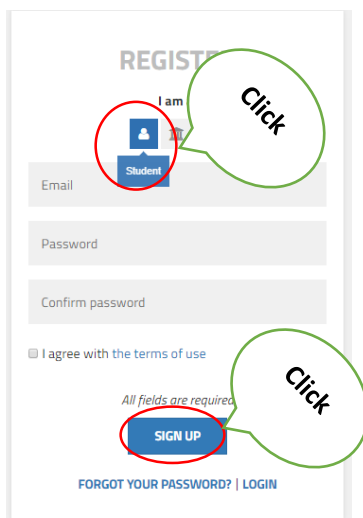 REGIST
I am
Click
Student
Email
Password
Confirm password
I agree with the terms of use
Click
All fields are required
SIGN UP
FORGOT YOUR PASSWORD? | LOGIN